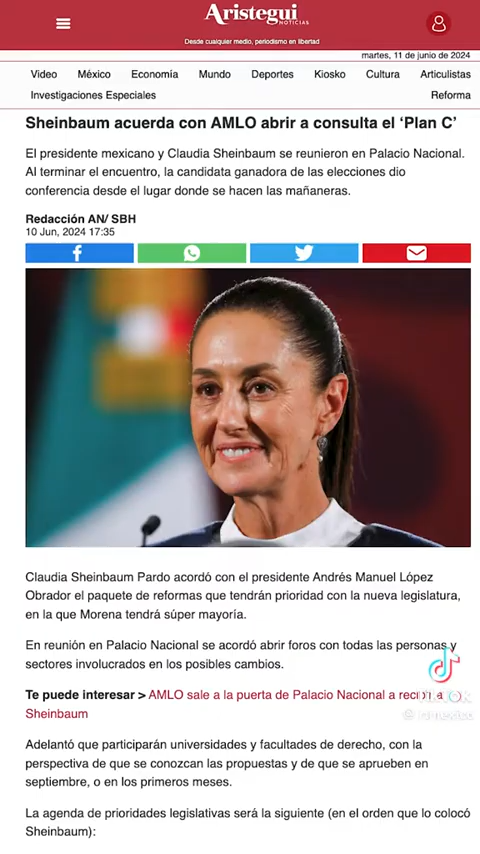 Aristegui
NOTICIAS
Desde cualquier medio, periodismo en libertad
martes, 11 de junio de 2024
Video México Economía Mundo Deportes Kiosko Cultura Articulistas
Investigaciones Especiales Reforma
Sheinbaum acuerda con AMLO abrir a consulta el ‘Plan C’
El presidente mexicano y Claudia Sheinbaum se reunieron en Palacio Nacional.
Al terminar el encuentro, la candidata ganadora de las elecciones dio
conferencia desde el lugar donde se hacen las mañaneras.
Redacción AN/ SBH
10 Jun, 2024 17:35
Claudia Sheinbaum Pardo acordó con el presidente Andrés Manuel López
Obrador el paquete de reformas que tendrán prioridad con la nueva legislatura,
en la que Morena tendrá súper mayoría.
En reunión en Palacio Nacional se acordó abrir foros con todas las personas y
sectores involucrados en los posibles cambios.
Te puede interesar > AMLO sale a la puerta de Palacio Nacional a a
Sheinbaum
Adelantó que participarán universidades y facultades de derecho, con la
perspectiva de que se conozcan las propuestas y de que se aprueben en
septiembre, o en los primeros meses.
La agenda de prioridades legislativas será la siguiente (en el orden que lo colocó
Sheinbaum):